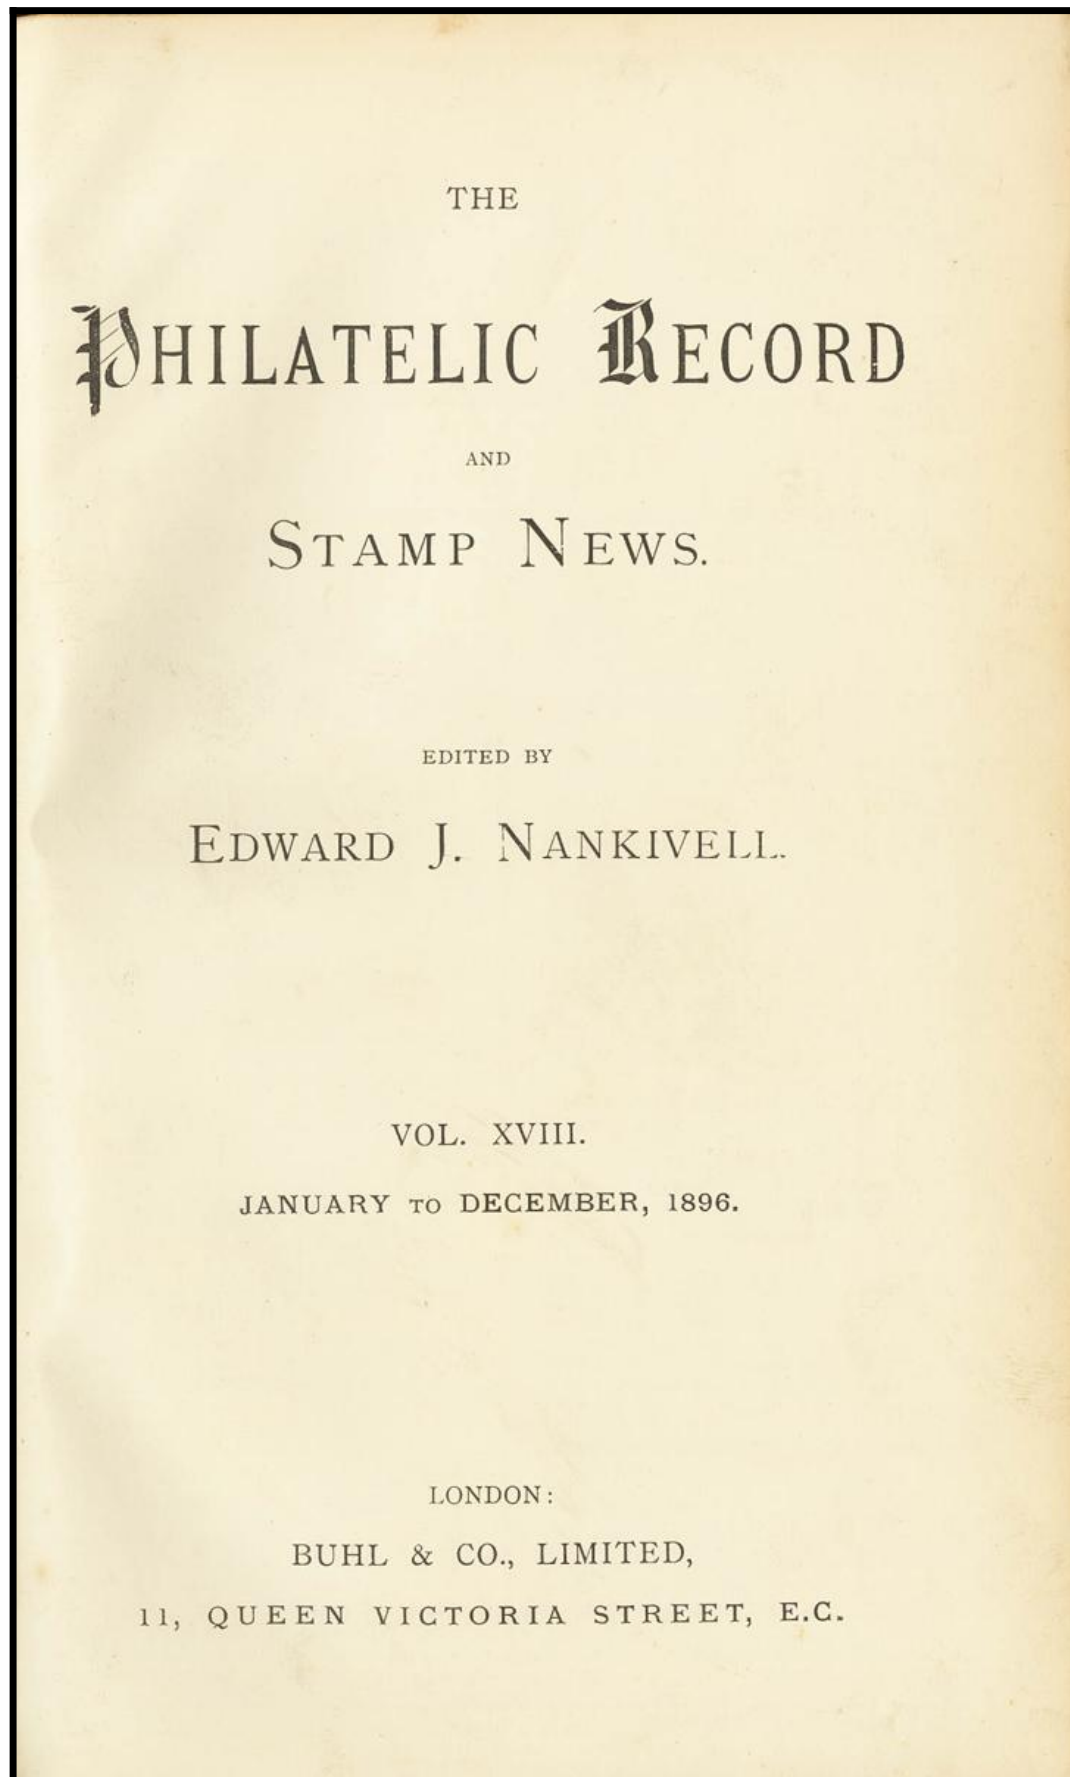 THE
PHILATELIC RECORD
AND
STAMP NEWS.
EDITED BY
EDWARD J. NANKIVELL.
VOL. XVIII.
JANUARY TO DECEMBER, 1896.
LONDON:
BUHL & CO., LIMITED,
11, QUEEN VICTORIA STREET, E.C.